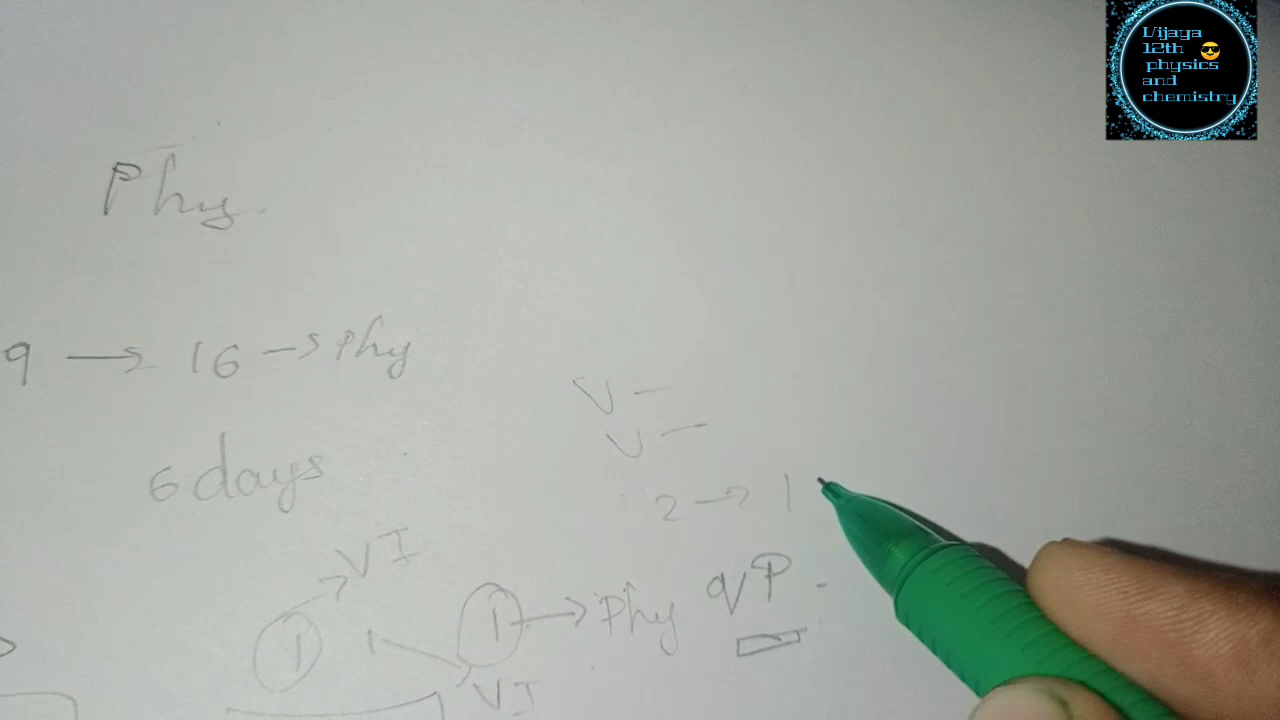 Vijaya
12th 😎
physics
and
chemistry
Phy
9 → 16 → Phy
6 days
V –
U –
2 → 1
→ VI
1 1 → Phy QP -
VI